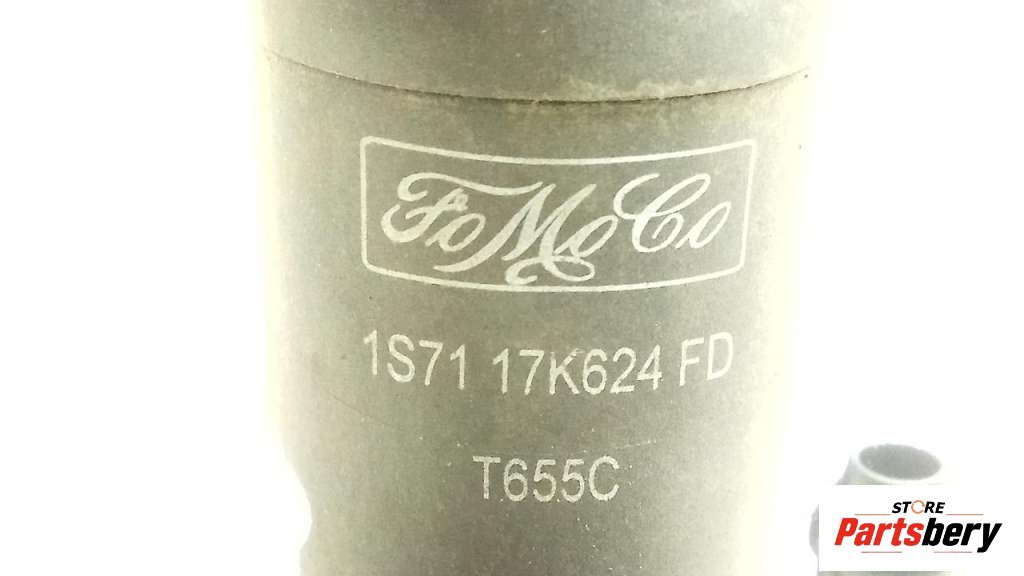 FoMoCo
1S71 17K624 FD
T655C
STORE
Partsbery